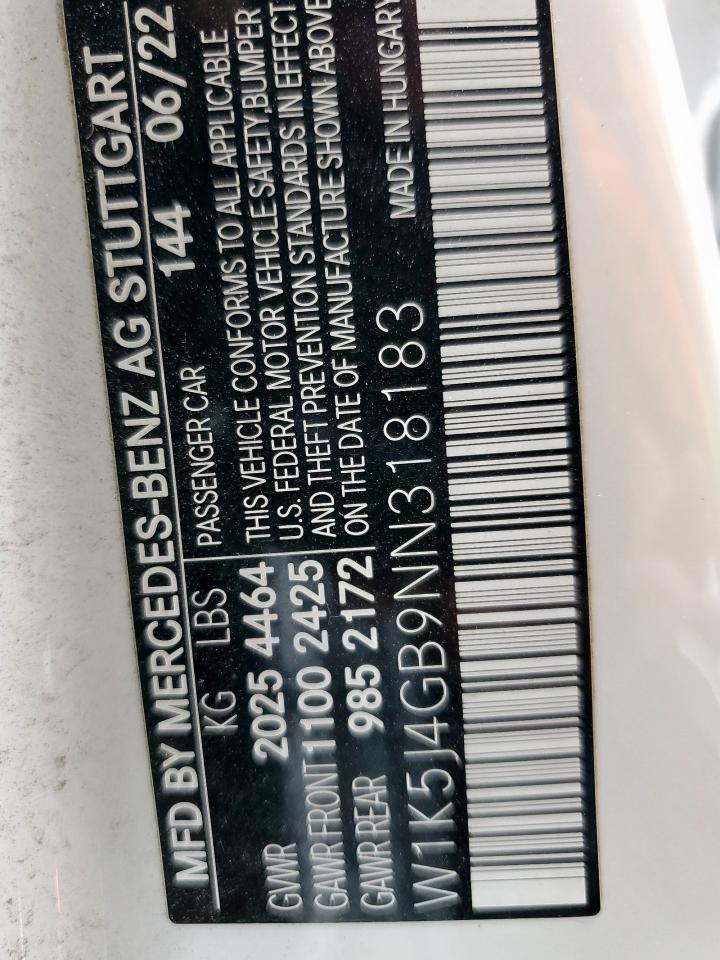 MFD BY MERCEDES-BENZ AG STUTTGART
144 06/22
KG LBS PASSENGER CAR
GVWR 2025 4464 THIS VEHICLE CONFORMS TO ALL APPLICABLE
U.S. FEDERAL MOTOR VEHICLE SAFETY,BUMPER
GAWR FRONT 1100 2425 AND THEFT PREVENTION STANDARDS IN EFFECT
GAWR REAR 985 2172 ON THE DATE OF MANUFACTURE SHOWN ABOVE
MADE IN HUNGARY
W1K5J4GB9NN318183